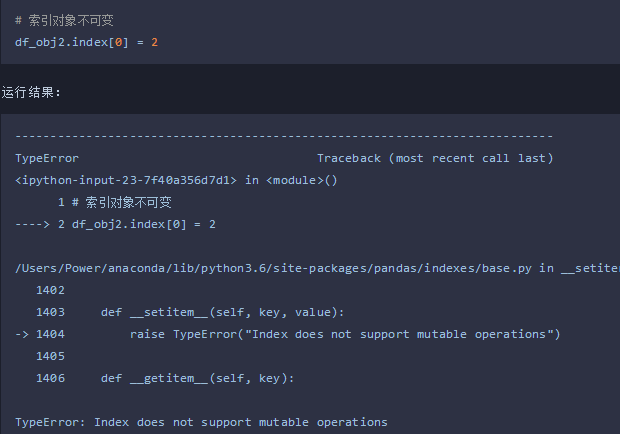 # 索引对象不可变
df_obj2.index[0] = 2
运行结果:
---------------------------------------------------------------------------
TypeError                                 Traceback (most recent call last)
<ipython-input-23-7f40a356d7d1> in <module>()
      1 # 索引对象不可变
----> 2 df_obj2.index[0] = 2
/Users/Power/anaconda/lib/python3.6/site-packages/pandas/indexes/base.py in __setite
   1402
   1403     def __setitem__(self, key, value):
-> 1404         raise TypeError("Index does not support mutable operations")
   1405
   1406     def __getitem__(self, key):
TypeError: Index does not support mutable operations